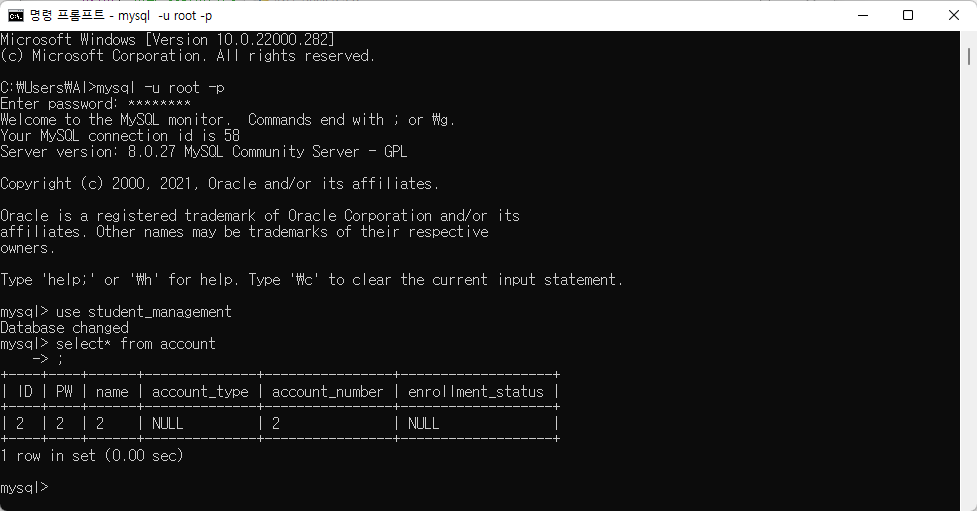 명령 프롬프트 - mysql  -u root -p
Microsoft Windows [Version 10.0.22000.282]
(c) Microsoft Corporation. All rights reserved.
C:₩Users₩AI>mysql -u root -p
Enter password: ********
Welcome to the MySQL monitor.  Commands end with ; or ₩g.
Your MySQL connection id is 58
Server version: 8.0.27 MySQL Community Server - GPL
Copyright (c) 2000, 2021, Oracle and/or its affiliates.
Oracle is a registered trademark of Oracle Corporation and/or its
affiliates. Other names may be trademarks of their respective
owners.
Type 'help;' or '₩h' for help. Type '₩c' to clear the current input statement.
mysql> use student_management
Database changed
mysql> select* from account
    -> ;
+----+----+------+--------------+----------------+-------------------+
| ID | PW | name | account_type | account_number | enrollment_status |
+----+----+------+--------------+----------------+-------------------+
| 2  | 2  | 2    | NULL         | 2              | NULL              |
+----+----+------+--------------+----------------+-------------------+
1 row in set (0.00 sec)
mysql>